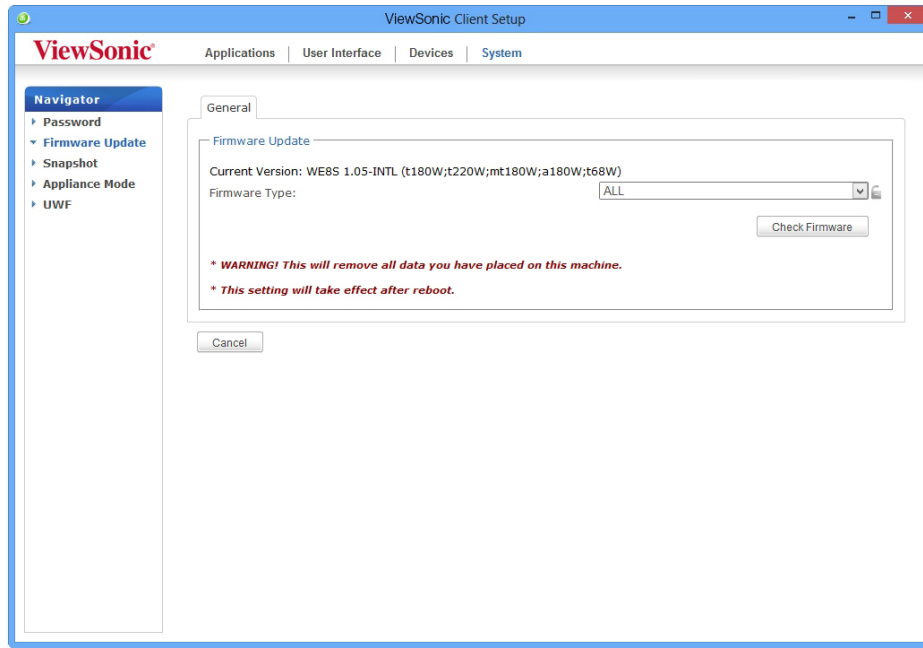 ViewSonic Client Setup
ViewSonic®
Applications | User Interface | Devices | System
Navigator
Password
Firmware Update
Snapshot
Appliance Mode
UWF
General
Firmware Update
Current Version: WE8S 1.05-INTL (t180W;t220W;mt180W;a180W;t68W)
Firmware Type: ALL
Check Firmware
* WARNING! This will remove all data you have placed on this machine.
* This setting will take effect after reboot.
Cancel